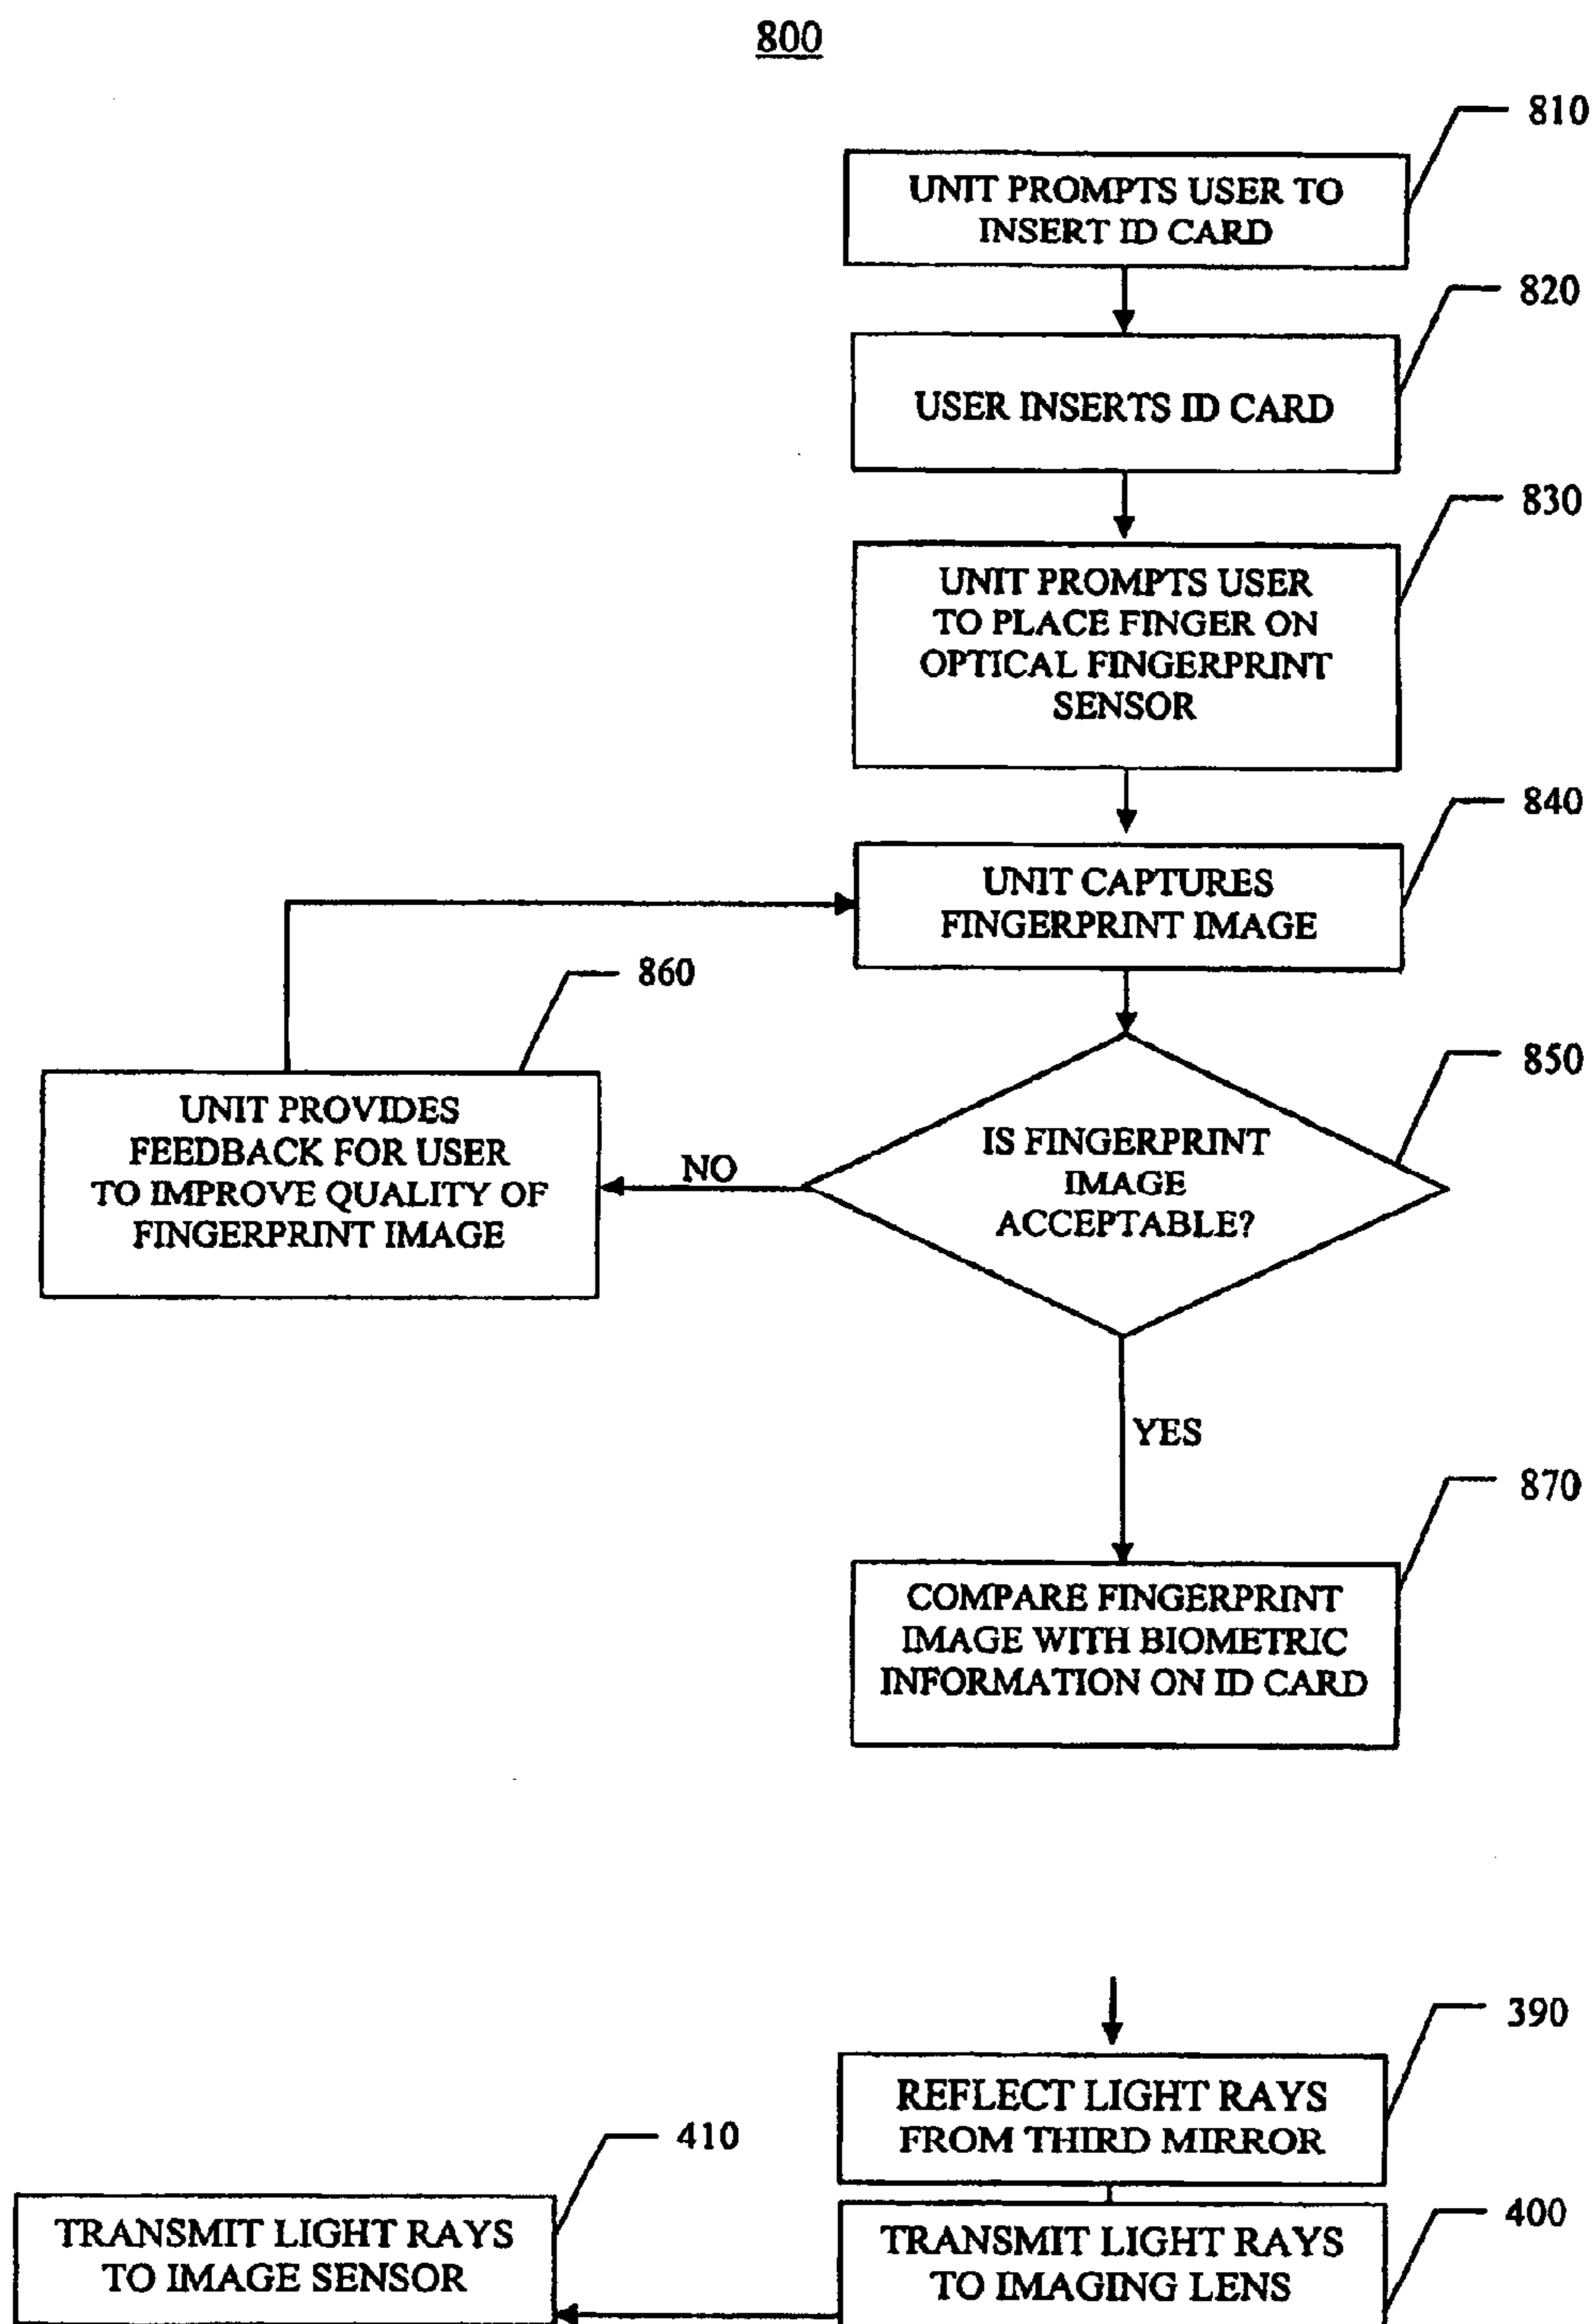 800
810
UNIT PROMPTS USER TO
INSERT ID CARD
820
USER INSERTS ID CARD
830
UNIT PROMPTS USER
TO PLACE FINGER ON
OPTICAL FINGERPRINT
SENSOR
840
UNIT CAPTURES
FINGERPRINT IMAGE
860
850
UNIT PROVIDES
FEEDBACK FOR USER
TO IMPROVE QUALITY OF
FINGERPRINT IMAGE
NO
IS FINGERPRINT
IMAGE
ACCEPTABLE?
YES
870
COMPARE FINGERPRINT
IMAGE WITH BIOMETRIC
INFORMATION ON ID CARD
390
REFLECT LIGHT RAYS
FROM THIRD MIRROR
410
400
TRANSMIT LIGHT RAYS
TO IMAGE SENSOR
TRANSMIT LIGHT RAYS
TO IMAGING LENS